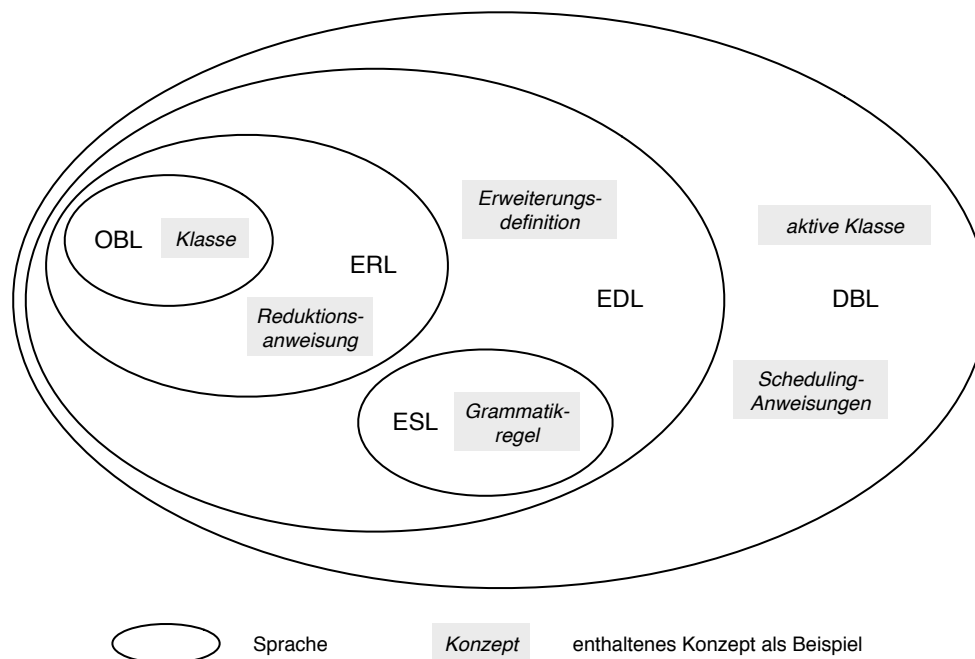 Erweiterungs-
definition
aktive Klasse
OBL
Klasse
ERL
EDL
DBL
Reduktions-
anweisung
Scheduling-
Anweisungen
ESL
Grammatik-
regel
Sprache
Konzept
enthaltenes Konzept als Beispiel